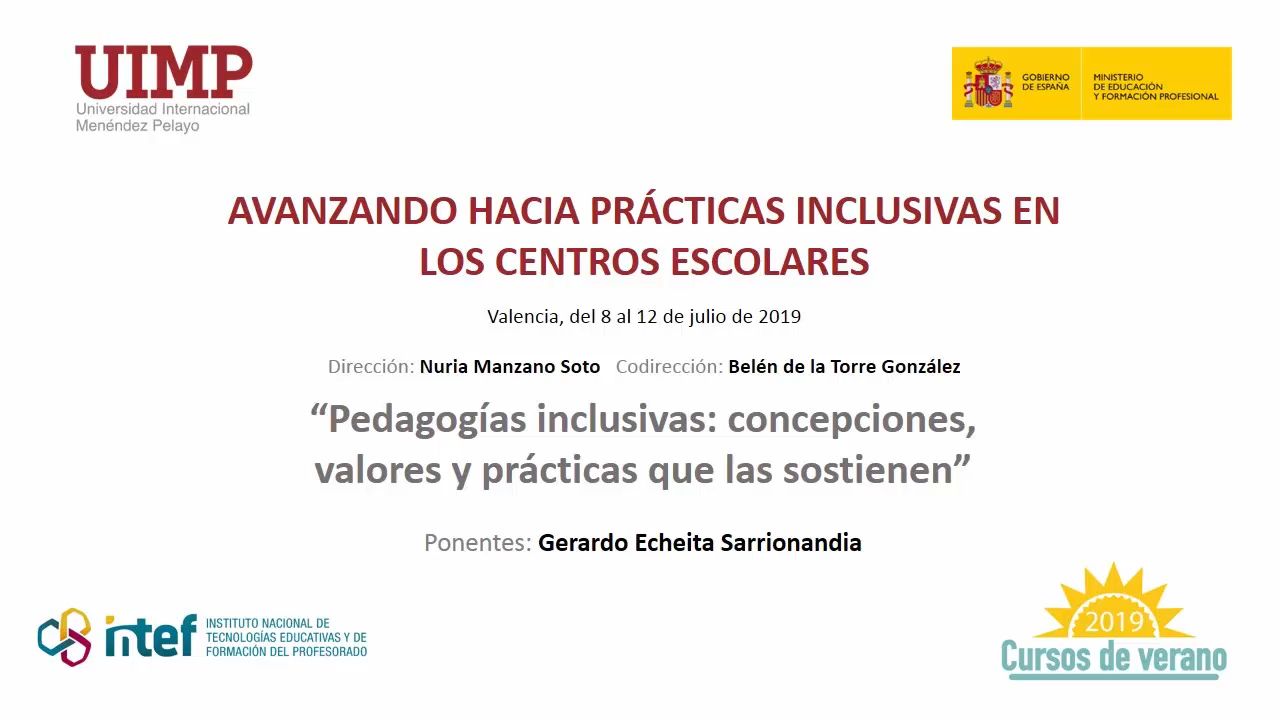 UIMP
Universidad Internacional
Menéndez Pelayo
GOBIERNO
DE ESPAÑA
MINISTERIO
DE EDUCACIÓN
Y FORMACIÓN PROFESIONAL
AVANZANDO HACIA PRÁCTICAS INCLUSIVAS EN
LOS CENTROS ESCOLARES
Valencia, del 8 al 12 de julio de 2019
Dirección: Nuria Manzano Soto Codirección: Belén de la Torre González
“Pedagogías inclusivas: concepciones,
valores y prácticas que las sostienen”
Ponentes: Gerardo Echeita Sarrionandia
intef
INSTITUTO NACIONAL DE
TECNOLOGÍAS EDUCATIVAS Y DE
FORMACIÓN DEL PROFESORADO
2019
Cursos de verano